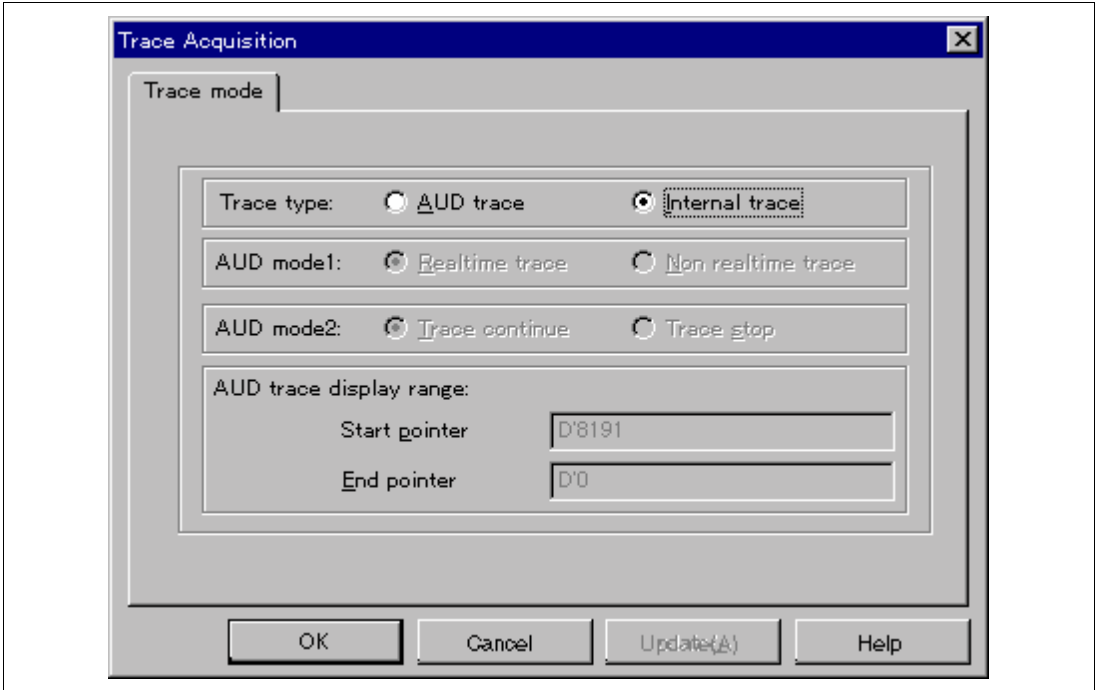 Trace Acquisition
Trace mode
Trace type: AUD trace Internal trace
AUD mode1: Realtime trace Non realtime trace
AUD mode2: Trace continue Trace stop
AUD trace display range:
Start pointer D'8191
End pointer D'0
OK Cancel Update(A) Help